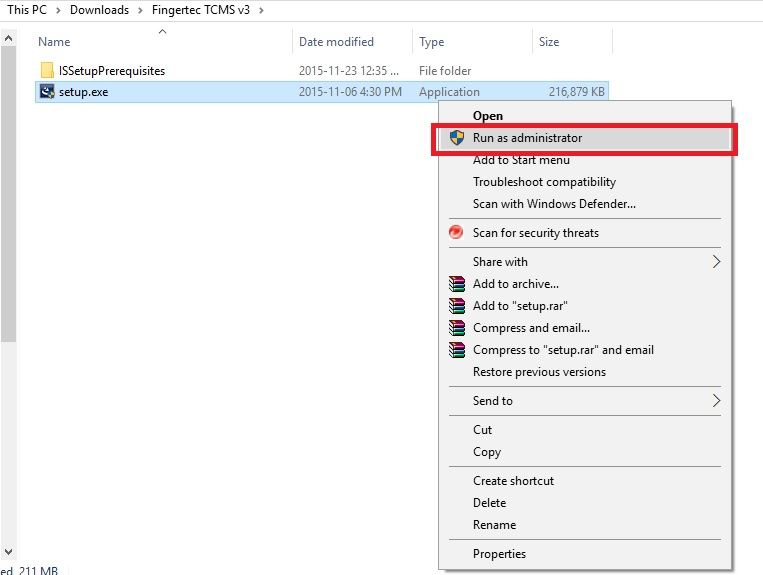 This PC > Downloads > Fingertec TCMS v3 >
Name Date modified Type Size
ISSetupPrerequisites 2015-11-23 12:35 ... File folder
setup.exe 2015-11-06 4:30 PM Application 216,879 KB
Open
Run as administrator
Add to Start menu
Troubleshoot compatibility
Scan with Windows Defender...
Scan for security threats
Share with
Add to archive...
Add to "setup.rar"
Compress and email...
Compress to "setup.rar" and email
Restore previous versions
Send to
Cut
Copy
Create shortcut
Delete
Rename
Properties
ed 211 MB